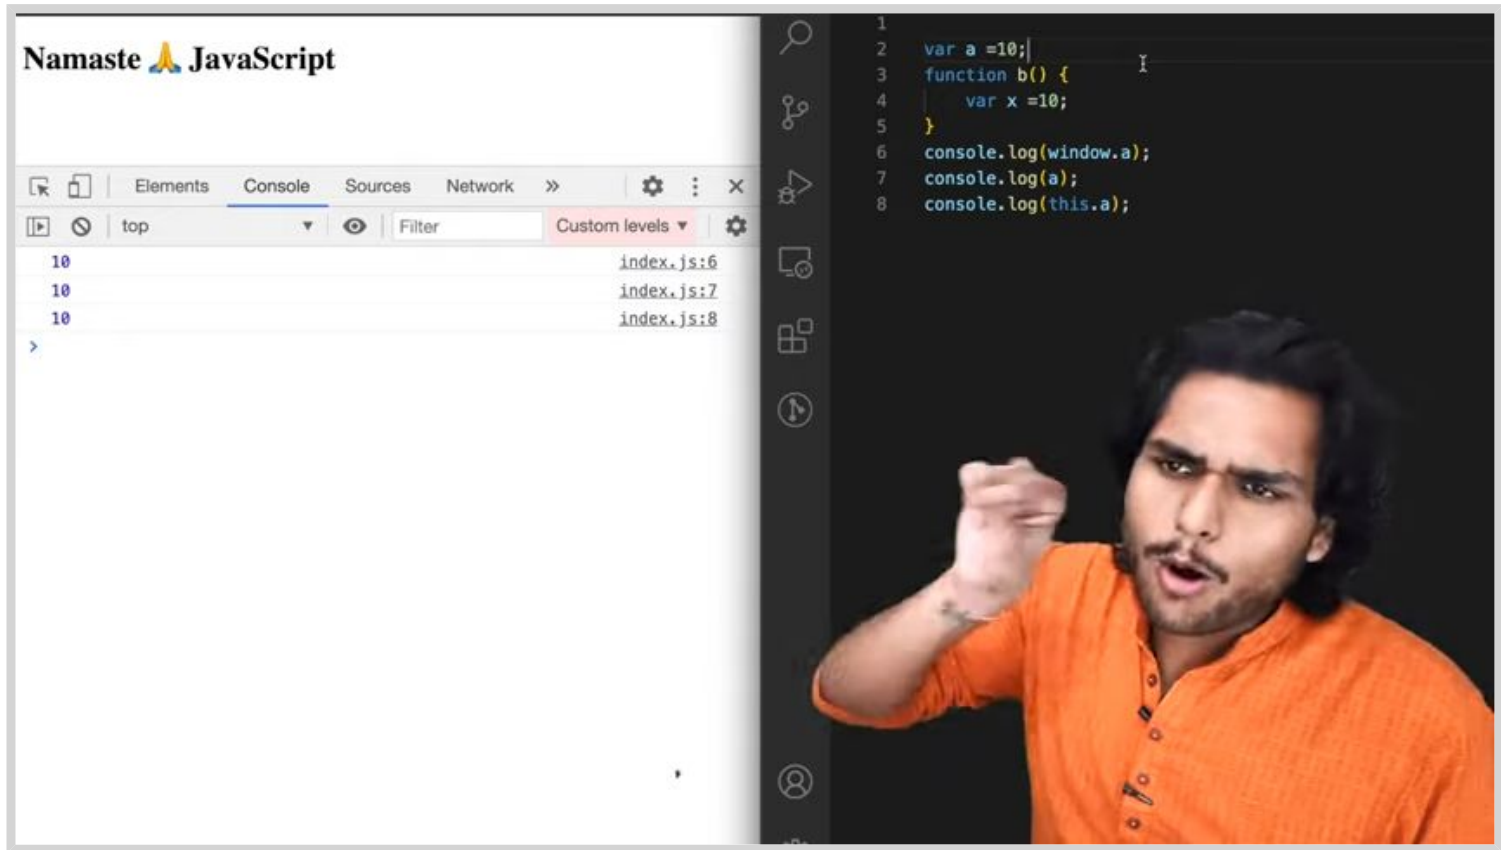 Namaste 🙏 JavaScript
Elements Console Sources Network »
top Filter Custom levels ▼
10 index.js:6
10 index.js:7
10 index.js:8
1
2 var a =10;
3 function b() {
4 var x =10;
5 }
6 console.log(window.a);
7 console.log(a);
8 console.log(this.a);